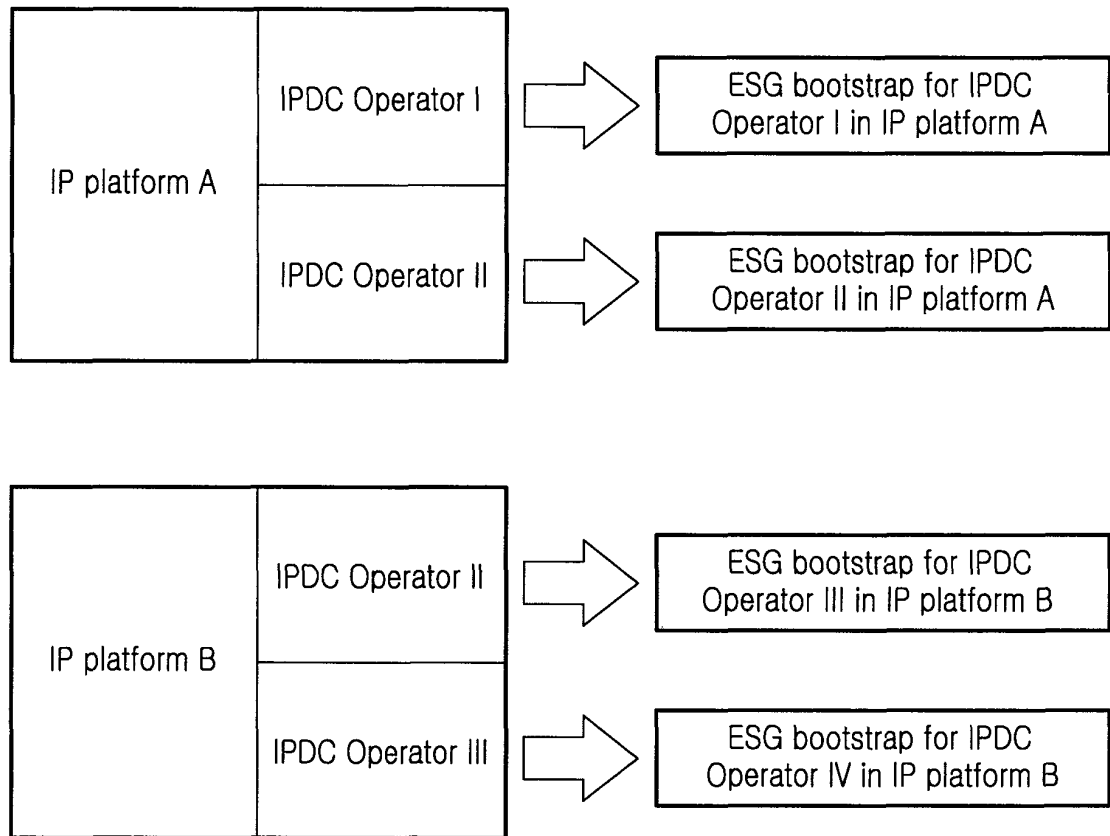 IP platform A
IPDC Operator I
ESG bootstrap for IPDC
Operator I in IP platform A
IPDC Operator II
ESG bootstrap for IPDC
Operator II in IP platform A
IP platform B
IPDC Operator II
ESG bootstrap for IPDC
Operator III in IP platform B
IPDC Operator III
ESG bootstrap for IPDC
Operator IV in IP platform B